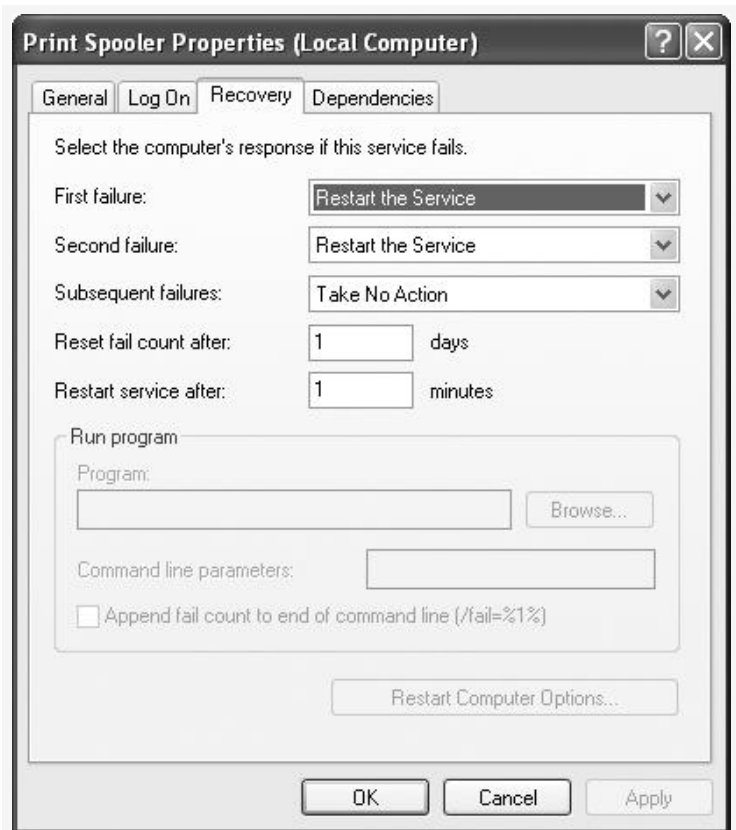 Print Spooler Properties (Local Computer)
General Log On Recovery Dependencies
Select the computer's response if this service fails.
First failure: Restart the Service
Second failure: Restart the Service
Subsequent failures: Take No Action
Reset fail count after: 1 days
Restart service after: 1 minutes
Run program
Program:
Browse...
Command line parameters:
Append fail count to end of command line (/fail=%1%)
Restart Computer Options...
OK Cancel Apply